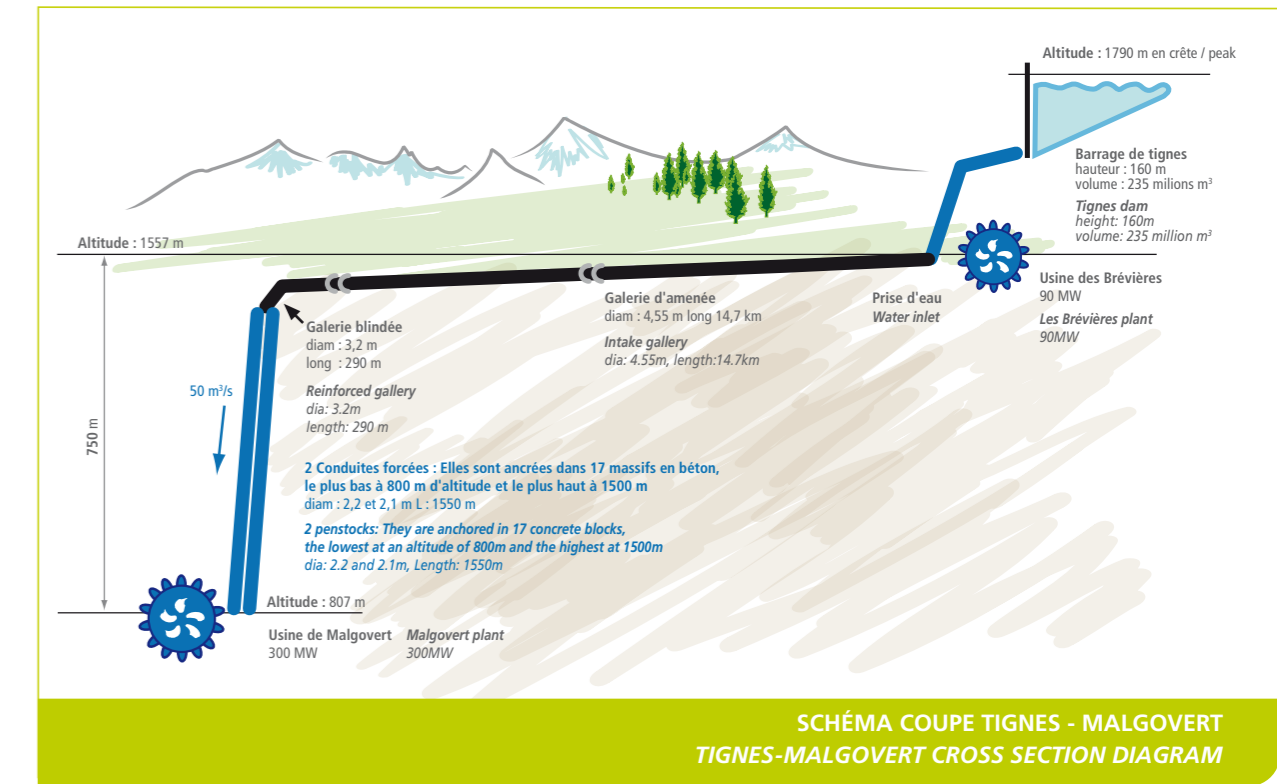 Altitude : 1790 m en crête / peak
Barrage de tignes
hauteur : 160 m
volume : 235 milions m³
Tignes dam
height: 160m
volume: 235 million m³
Altitude : 1557 m
Usine des Brévières
90 MW
Les Brévières plant
90MW
Prise d'eau
Water inlet
Galerie d'amenée
diam : 4,55 m long 14,7 km
Intake gallery
dia: 4.55m, length:14.7km
Galerie blindée
diam : 3,2 m
long : 290 m
Reinforced gallery
dia: 3.2m
length: 290 m
50 m³/s
750 m
2 Conduites forcées : Elles sont ancrées dans 17 massifs en béton,
le plus bas à 800 m d'altitude et le plus haut à 1500 m
diam : 2,2 et 2,1 m L : 1550 m
2 penstocks: They are anchored in 17 concrete blocks,
the lowest at an altitude of 800m and the highest at 1500m
dia: 2.2 and 2.1m, Length: 1550m
Altitude : 807 m
Usine de Malgovert
300 MW
Malgovert plant
300MW
SCHÉMA COUPE TIGNES - MALGOVERT
TIGNES-MALGOVERT CROSS SECTION DIAGRAM